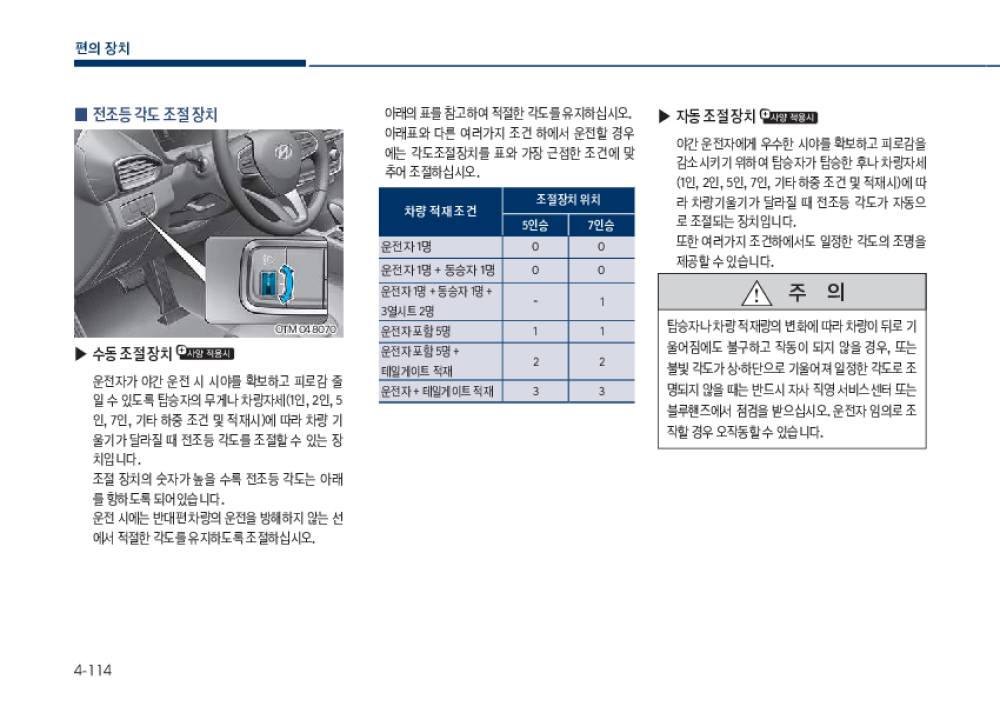 편의 장치
■ 전조등 각도 조절 장치
OTM048070
▶ 수동 조절 장치 사양 적용시
운전자가 야간 운전 시 시야를 확보하고 피로감 줄
일 수 있도록 탑승자의 무게나 차량자세(1인, 2인, 5
인, 7인, 기타 하중 조건 및 적재시)에 따라 차량 기
울기가 달라질 때 전조등 각도를 조절할 수 있는 장
치입니다.
조절 장치의 숫자가 높을 수록 전조등 각도는 아래
를 향하도록 되어있습니다.
운전 시에는 반대편 차량의 운전을 방해하지 않는 선
에서 적절한 각도를 유지하도록 조절하십시오.
아래의 표를 참고하여 적절한 각도를 유지하십시오.
아래표와 다른 여러가지 조건 하에서 운전할 경우
에는 각도조절장치를 표와 가장 근접한 조건에 맞
추어 조절하십시오.
차량 적재 조건 조절장치 위치
5인승 7인승
운전자 1명 0 0
운전자 1명 + 동승자 1명 0 0
운전자 1명 + 동승자 1명 +
3열시트 2명 - 1
운전자 포함 5명 1 1
운전자 포함 5명 +
테일게이트 적재 2 2
운전자 + 테일게이트 적재 3 3
▶ 자동 조절 장치 사양 적용시
야간 운전자에게 우수한 시야를 확보하고 피로감을
감소시키기 위하여 탑승자가 탑승한 후나 차량자세
(1인, 2인, 5인, 7인, 기타 하중 조건 및 적재시)에 따
라 차량기울기가 달라질 때 전조등 각도가 자동으
로 조절되는 장치입니다.
또한 여러가지 조건하에서도 일정한 각도의 조명을
제공할 수 있습니다.
주 의
탑승자나 차량 적재량의 변화에 따라 차량이 뒤로 기
울어짐에도 불구하고 작동이 되지 않을 경우, 또는
불빛 각도가 상·하단으로 기울어져 일정한 각도로 조
명되지 않을 때는 반드시 자사 직영 서비스센터 또는
블루핸즈에서 점검을 받으십시오. 운전자 임의로 조
작할 경우 오작동할 수 있습니다.
4-114